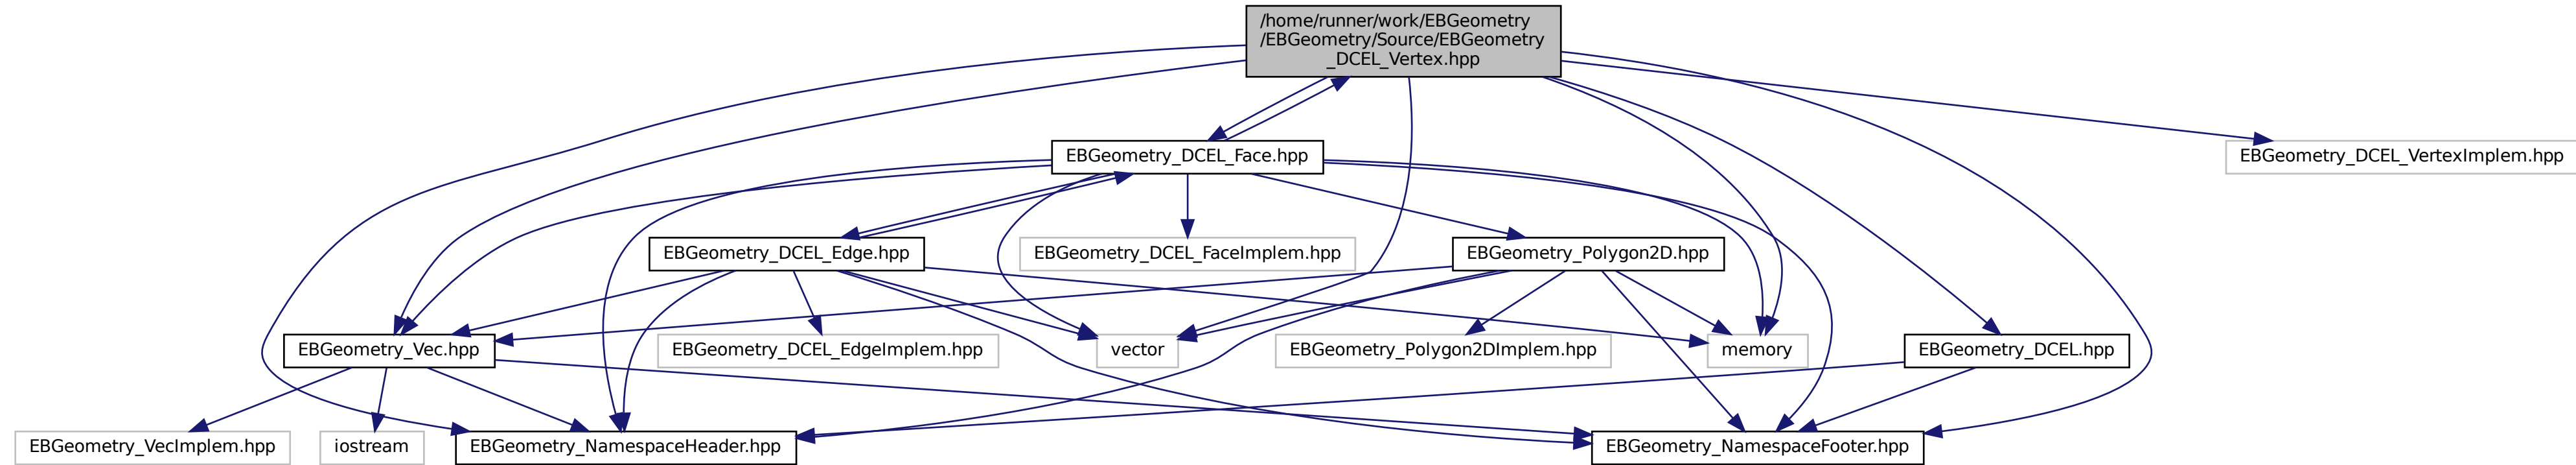 /home/runner/work/EBGeometry
/EBGeometry/Source/EBGeometry
_DCEL_Vertex.hpp
EBGeometry_DCEL_Face.hpp
EBGeometry_DCEL_VertexImplem.hpp
EBGeometry_DCEL_Edge.hpp
EBGeometry_DCEL_FaceImplem.hpp
EBGeometry_Polygon2D.hpp
EBGeometry_Vec.hpp
EBGeometry_DCEL_EdgeImplem.hpp
vector
EBGeometry_Polygon2DImplem.hpp
memory
EBGeometry_DCEL.hpp
EBGeometry_VecImplem.hpp
iostream
EBGeometry_NamespaceHeader.hpp
EBGeometry_NamespaceFooter.hpp